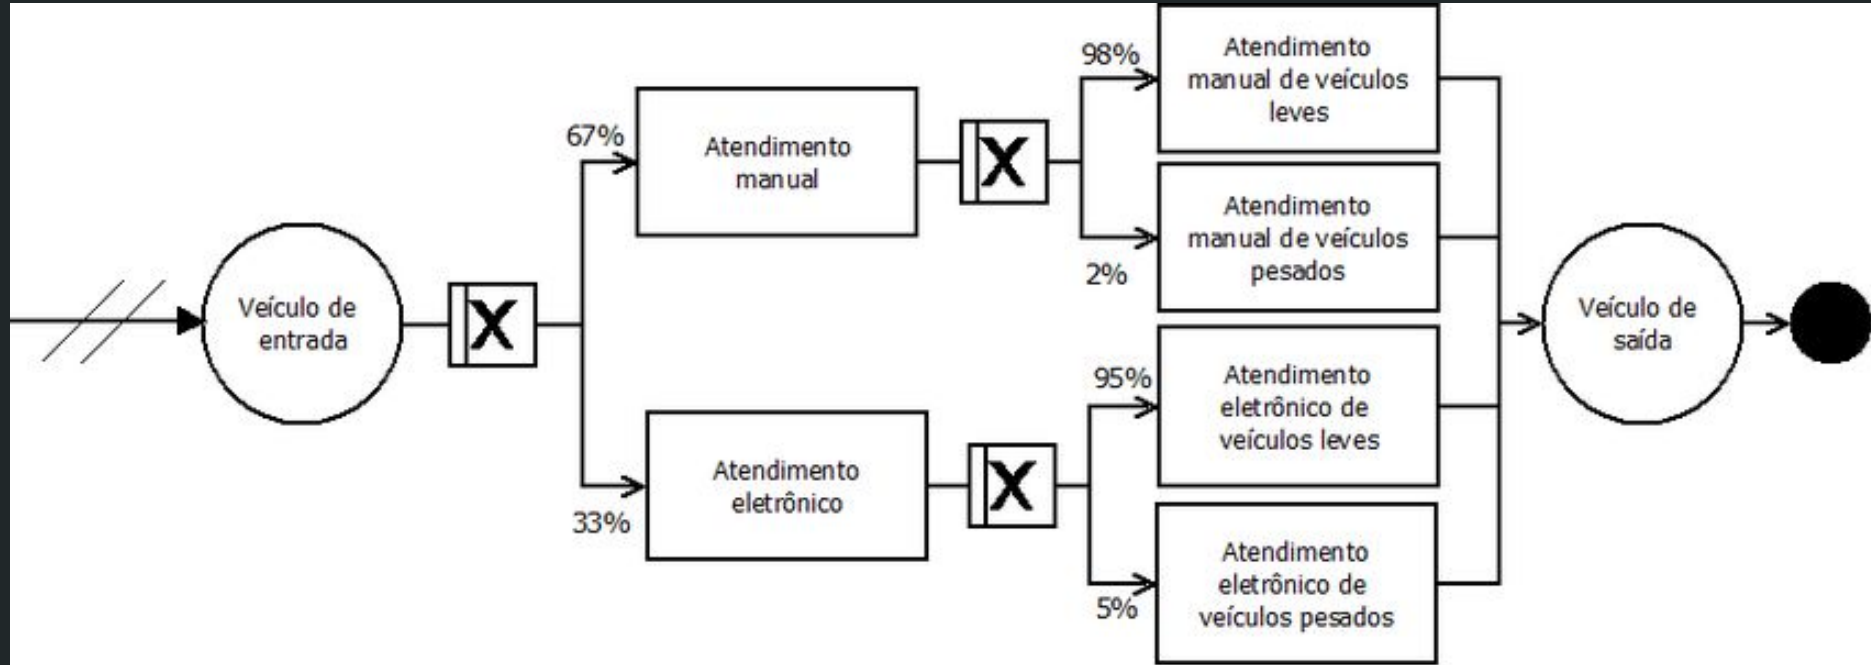 Veículo de
entrada
X
67%
Atendimento
manual
33%
Atendimento
eletrônico
X
98%
Atendimento
manual de veículos
leves
2%
Atendimento
manual de veículos
pesados
X
95%
Atendimento
eletrônico de
veículos leves
5%
Atendimento
eletrônico de
veículos pesados
Veículo de
saída